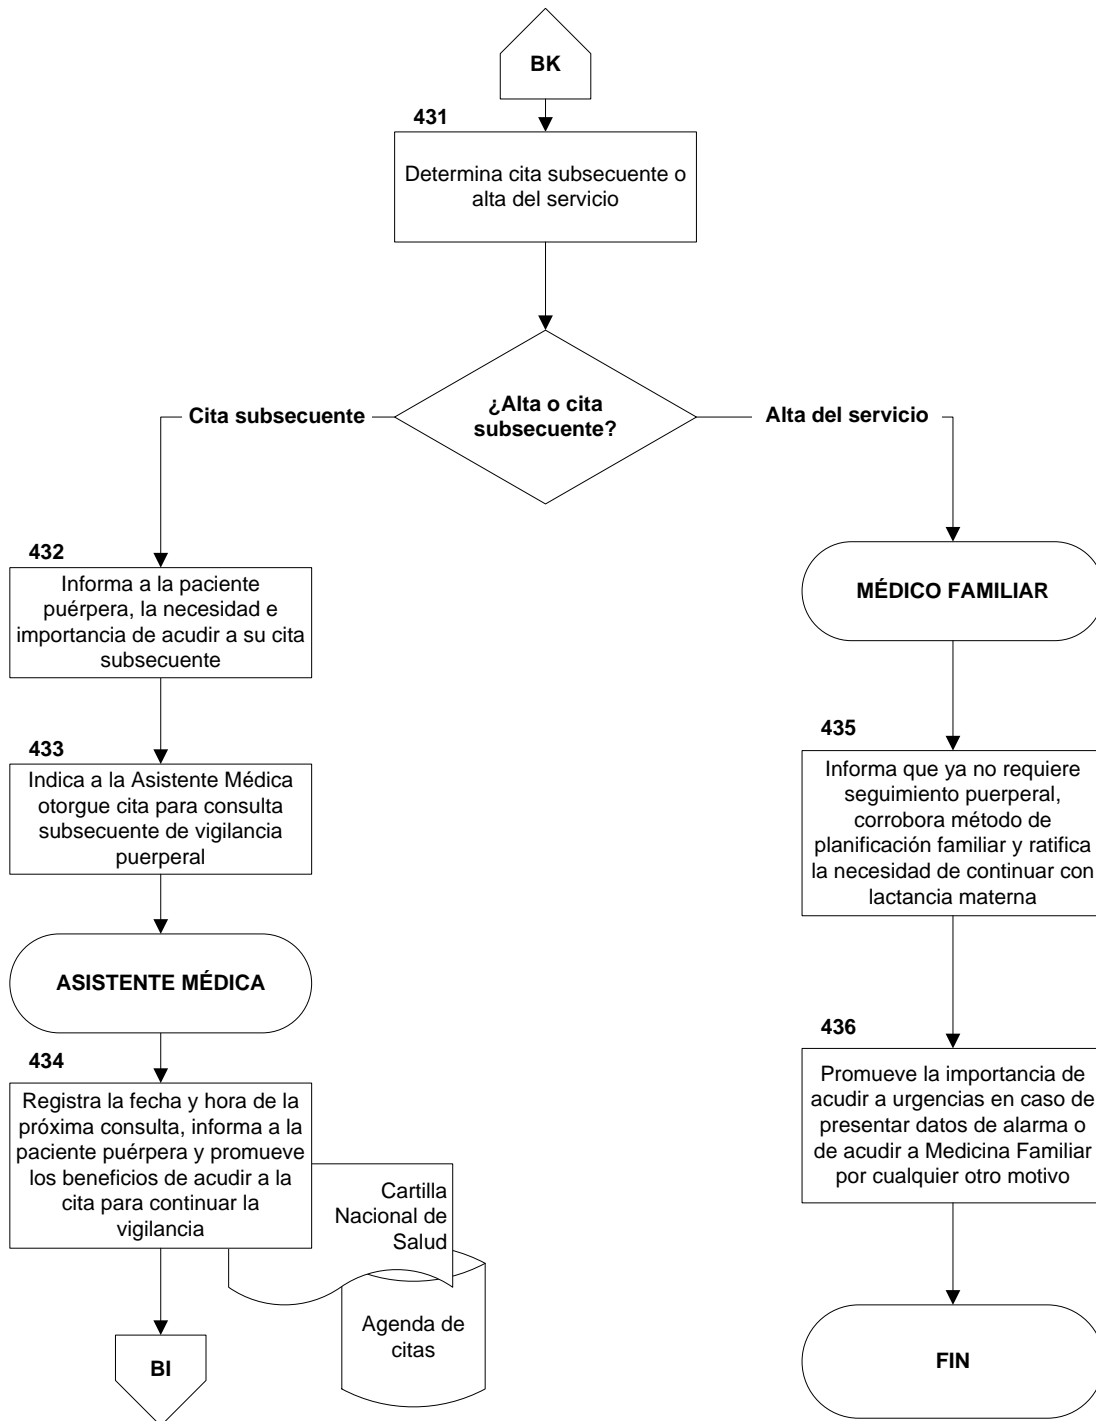 BK
431
Determina cita subsecuente o
alta del servicio
¿Alta o cita
subsecuente?
Cita subsecuente
Alta del servicio
432
Informa a la paciente
puérpera, la necesidad e
importancia de acudir a su cita
subsecuente
433
Indica a la Asistente Médica
otorgue cita para consulta
subsecuente de vigilancia
puerperal
ASISTENTE MÉDICA
434
Registra la fecha y hora de la
próxima consulta, informa a la
paciente puérpera y promueve
los beneficios de acudir a la
cita para continuar la
vigilancia
Cartilla
Nacional de
Salud
Agenda de
citas
BI
MÉDICO FAMILIAR
435
Informa que ya no requiere
seguimiento puerperal,
corrobora método de
planificación familiar y ratifica
la necesidad de continuar con
lactancia materna
436
Promueve la importancia de
acudir a urgencias en caso de
presentar datos de alarma o
de acudir a Medicina Familiar
por cualquier otro motivo
FIN